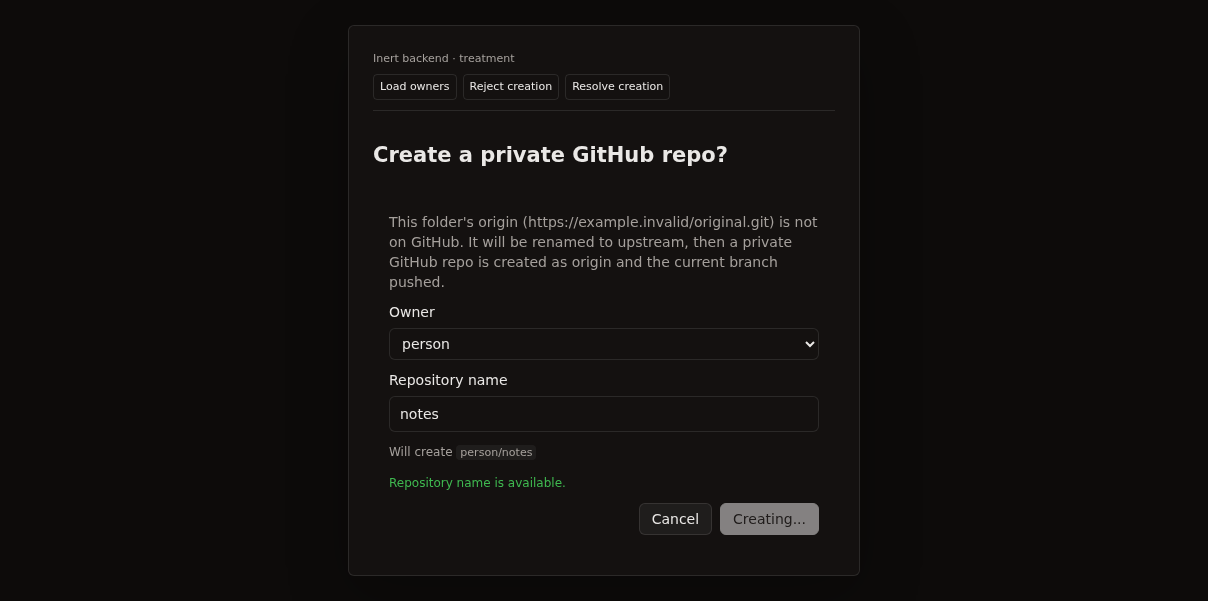 Inert backend · treatment
Load owners Reject creation Resolve creation
Create a private GitHub repo?
This folder's origin (https://example.invalid/original.git) is not
on GitHub. It will be renamed to upstream, then a private
GitHub repo is created as origin and the current branch
pushed.
Owner
person
Repository name
notes
Will create person/notes
Repository name is available.
Cancel Creating...